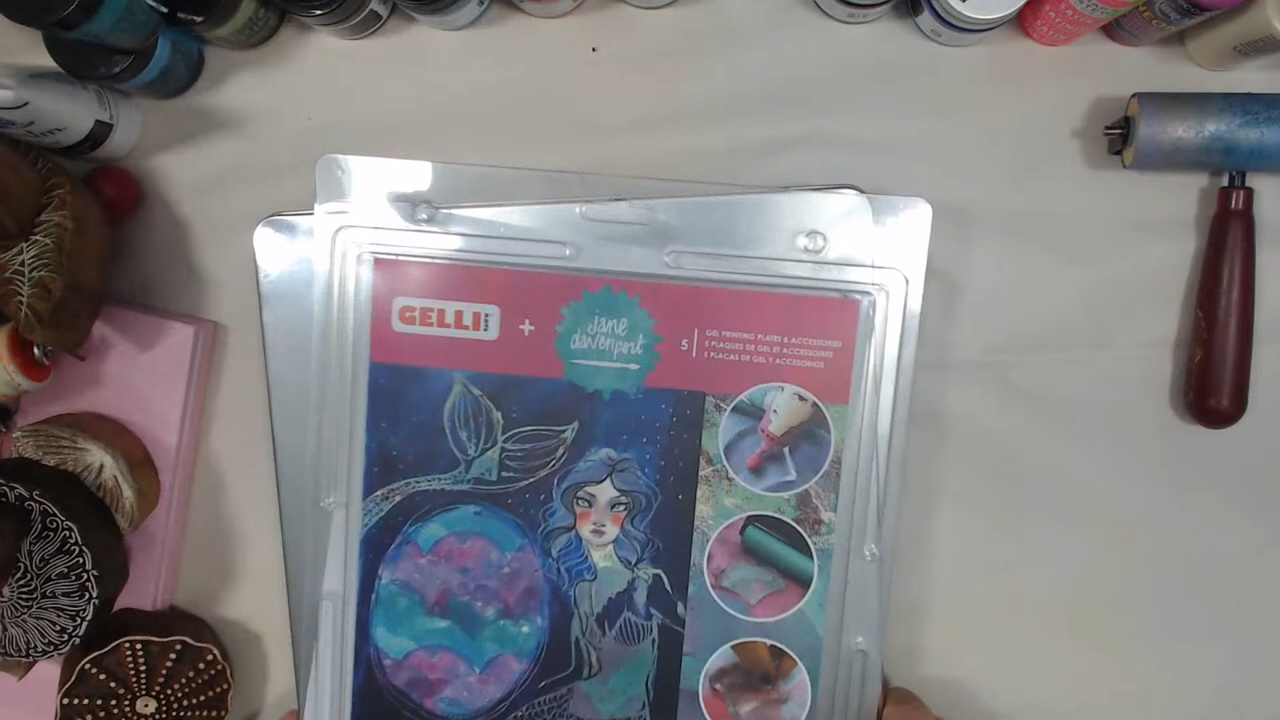 GELLI
ARTS
+
jane
davenport
5
GEL PRINTING PLATES & ACCESSORIES
5 PLAQUES DE GEL ET ACCESSOIRES
5 PLACAS DE GEL Y ACCESORIOS